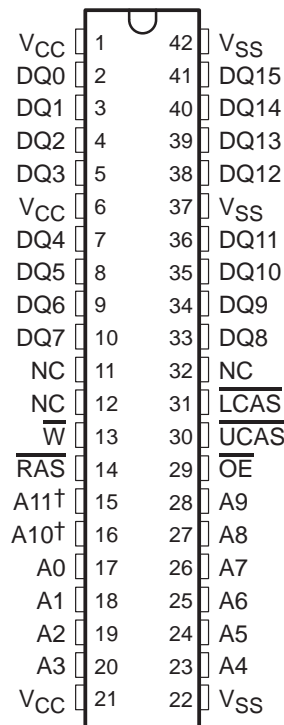 VCC 1 42 VSS
DQ0 2 41 DQ15
DQ1 3 40 DQ14
DQ2 4 39 DQ13
DQ3 5 38 DQ12
VCC 6 37 VSS
DQ4 7 36 DQ11
DQ5 8 35 DQ10
DQ6 9 34 DQ9
DQ7 10 33 DQ8
NC 11 32 NC
NC 12 31 L̅C̅A̅S̅
W̅ 13 30 U̅C̅A̅S̅
R̅A̅S̅ 14 29 O̅E̅
A11† 15 28 A9
A10† 16 27 A8
A0 17 26 A7
A1 18 25 A6
A2 19 24 A5
A3 20 23 A4
VCC 21 22 VSS